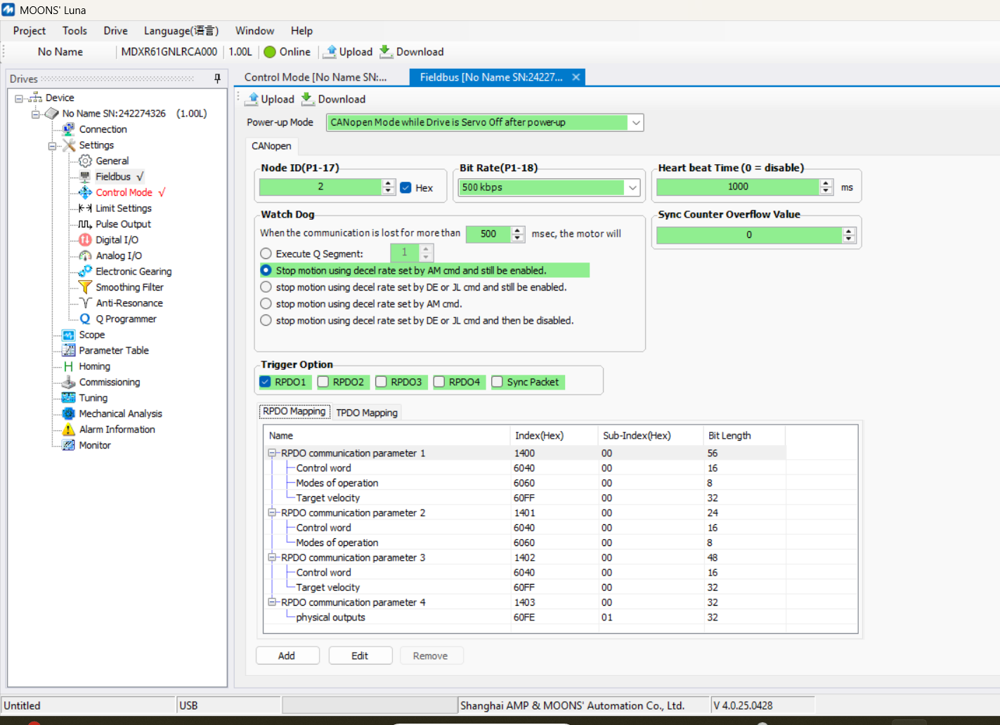 MOONS' Luna
Project Tools Drive Language(语言) Window Help
No Name MDXR61GNLRCA000 1.00L Online Upload Download
Drives
Device
No Name SN:242274326 (1.00L)
Connection
Settings
General
Fieldbus √
Control Mode √
Limit Settings
Pulse Output
Digital I/O
Analog I/O
Electronic Gearing
Smoothing Filter
Anti-Resonance
Q Programmer
Scope
Parameter Table
Homing
Commissioning
Tuning
Mechanical Analysis
Alarm Information
Monitor
Control Mode [No Name SN:... Fieldbus [No Name SN:24227...
Upload Download
Power-up Mode CANopen Mode while Drive is Servo Off after power-up
CANopen
Node ID(P1-17) Bit Rate(P1-18) Heart beat Time (0 = disable)
2 Hex 500 kbps 1000 ms
Watch Dog Sync Counter Overflow Value
When the communication is lost for more than 500 msec, the motor will 0
Execute Q Segment: 1
Stop motion using decel rate set by AM cmd and still be enabled.
stop motion using decel rate set by DE or JL cmd and still be enabled.
stop motion using decel rate set by AM cmd.
stop motion using decel rate set by DE or JL cmd and then be disabled.
Trigger Option
RPDO1 RPDO2 RPDO3 RPDO4 Sync Packet
RPDO Mapping TPDO Mapping
Name Index(Hex) Sub-Index(Hex) Bit Length
RPDO communication parameter 1 1400 00 56
Control word 6040 00 16
Modes of operation 6060 00 8
Target velocity 60FF 00 32
RPDO communication parameter 2 1401 00 24
Control word 6040 00 16
Modes of operation 6060 00 8
RPDO communication parameter 3 1402 00 48
Control word 6040 00 16
Target velocity 60FF 00 32
RPDO communication parameter 4 1403 00 32
physical outputs 60FE 01 32
Add Edit Remove
Untitled USB Shanghai AMP & MOONS' Automation Co., Ltd. V 4.0.25.0428